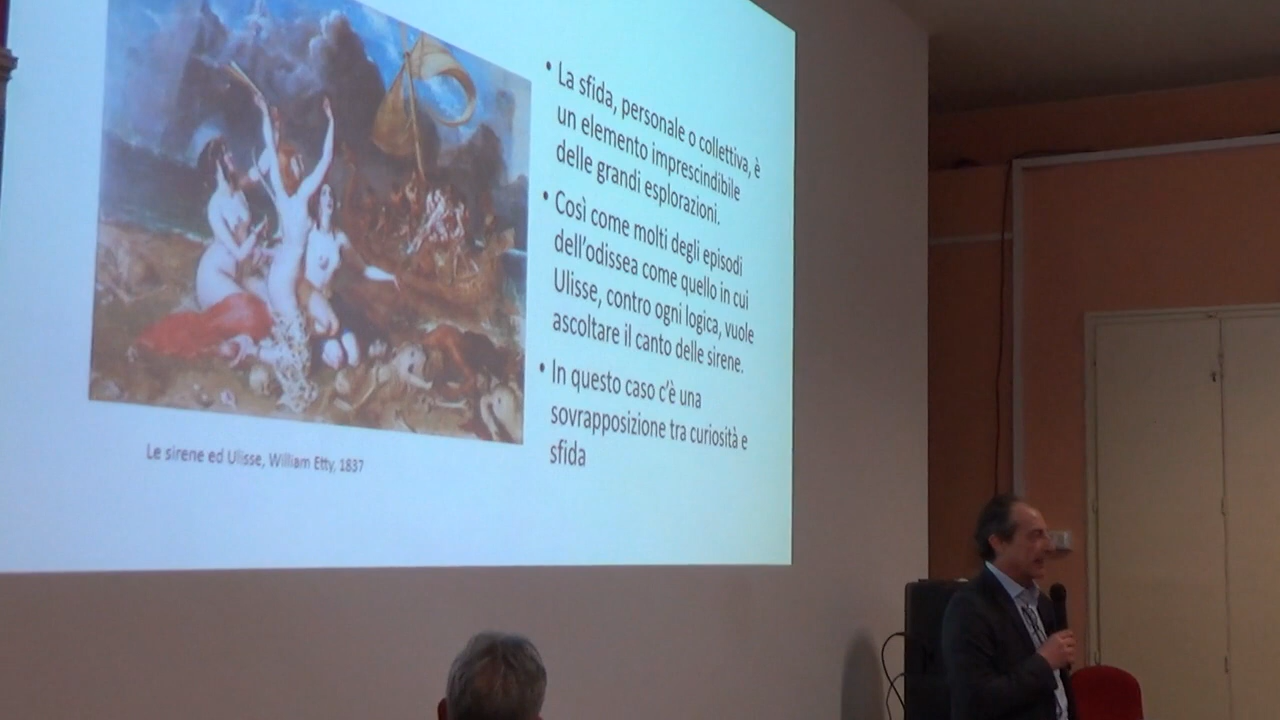 • La sfida, personale o collettiva, è
un elemento imprescindibile
delle grandi esplorazioni.
• Così come molti degli episodi
dell'odissea come quello in cui
Ulisse, contro ogni logica, vuole
ascoltare il canto delle sirene.
• In questo caso c'è una
sovrapposizione tra curiosità e
sfida
Le sirene ed Ulisse, William Etty, 1837